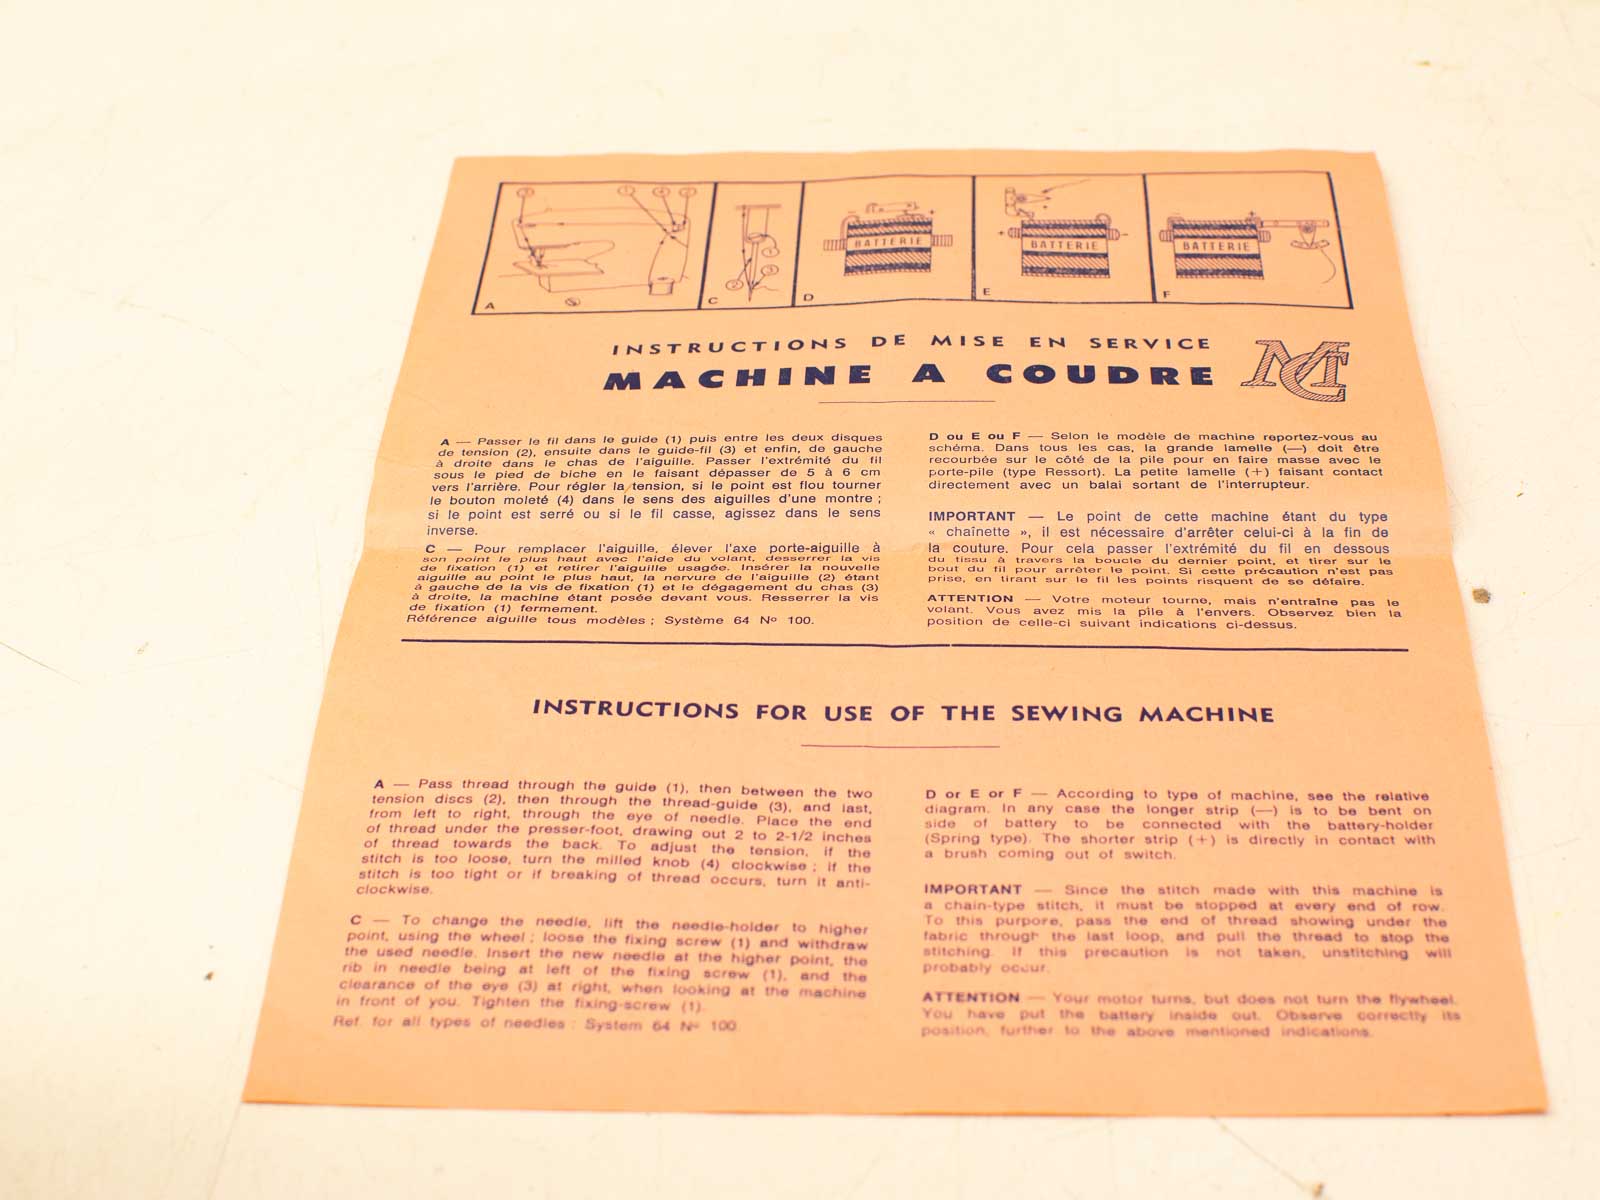 A
C
D
BATTERIE
E
BATTERIE
F
BATTERIE
INSTRUCTIONS DE MISE EN SERVICE
MACHINE A COUDRE
MC
A — Passer le fil dans le guide (1) puis entre les deux disques
de tension (2), ensuite dans le guide-fil (3) et enfin, de gauche
à droite dans le chas de l'aiguille. Passer l'extrémité du fil
sous le pied de biche en le faisant dépasser de 5 à 6 cm
vers l'arrière. Pour régler la tension, si le point est flou tourner
le bouton moleté (4) dans le sens des aiguilles d'une montre ;
si le point est serré ou si le fil casse, agissez dans le sens
inverse.
C — Pour remplacer l'aiguille, élever l'axe porte-aiguille à
son point le plus haut avec l'aide du volant, desserrer la vis
de fixation (1) et retirer l'aiguille usagée. Insérer la nouvelle
aiguille au point le plus haut, la nervure de l'aiguille (2) étant
à gauche de la vis de fixation (1) et le dégagement du chas (3)
à droite, la machine étant posée devant vous. Resserrer la vis
de fixation (1) fermement.
Référence aiguille tous modèles ; Système 64 Nº 100.
D ou E ou F — Selon le modèle de machine reportez-vous au
schéma. Dans tous les cas, la grande lamelle (—) doit être
recourbée sur le côté de la pile pour en faire masse avec le
porte-pile (type Ressort). La petite lamelle (+) faisant contact
directement avec un balai sortant de l'interrupteur.
IMPORTANT — Le point de cette machine étant du type
« chaînette », il est nécessaire d'arrêter celui-ci à la fin de
la couture. Pour cela passer l'extrémité du fil en dessous
du tissu à travers la boucle du dernier point, et tirer sur le
bout du fil pour arrêter le point. Si cette précaution n'est pas
prise, en tirant sur le fil les points risquent de se défaire.
ATTENTION — Votre moteur tourne, mais n'entraîne pas le
volant. Vous avez mis la pile à l'envers. Observez bien la
position de celle-ci suivant indications ci-dessus.
INSTRUCTIONS FOR USE OF THE SEWING MACHINE
A — Pass thread through the guide (1), then between the two
tension discs (2), then through the thread-guide (3), and last,
from left to right, through the eye of needle. Place the end
of thread under the presser-foot, drawing out 2 to 2-1/2 inches
of thread towards the back. To adjust the tension, if the
stitch is too loose, turn the milled knob (4) clockwise ; if the
stitch is too tight or if breaking of thread occurs, turn it anti-
clockwise.
C — To change the needle, lift the needle-holder to higher
point, using the wheel ; loose the fixing screw (1) and withdraw
the used needle. Insert the new needle at the higher point, the
rib in needle being at left of the fixing screw (1), and the
clearance of the eye (3) at right, when looking at the machine
in front of you. Tighten the fixing-screw (1).
Ref. for all types of needles : System 64 Nº 100
D or E or F — According to type of machine, see the relative
diagram. In any case the longer strip (—) is to be bent on
side of battery to be connected with the battery-holder
(Spring type). The shorter strip (+) is directly in contact with
a brush coming out of switch.
IMPORTANT — Since the stitch made with this machine is
a chain-type stitch, it must be stopped at every end of row.
To this purpore, pass the end of thread showing under the
fabric through the last loop, and pull the thread to stop the
stitching. If this precaution is not taken, unstitching will
probably occur.
ATTENTION — Your motor turns, but does not turn the flywheel.
You have put the battery inside out. Observe correctly its
position, further to the above mentioned indications.